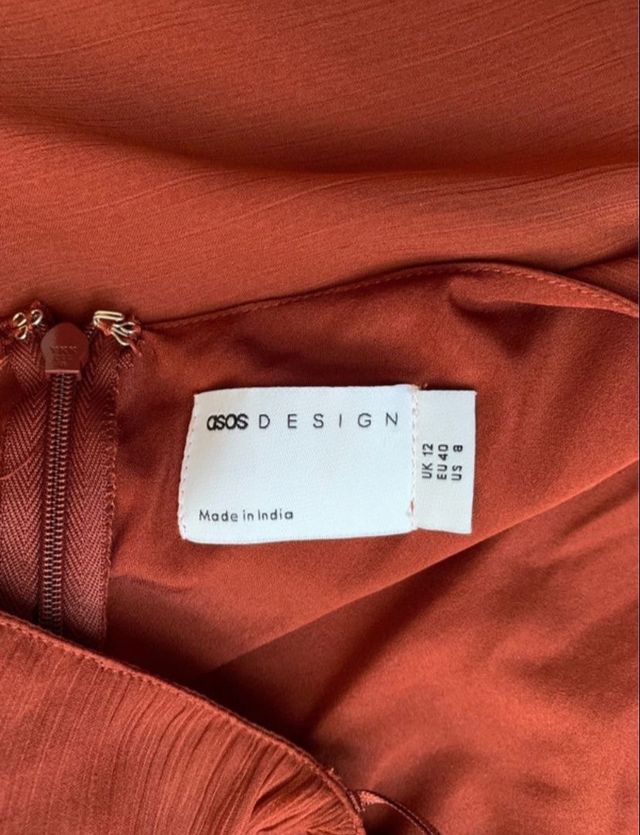 asos DESIGN
Made in India
UK 12
EU 40
US 8